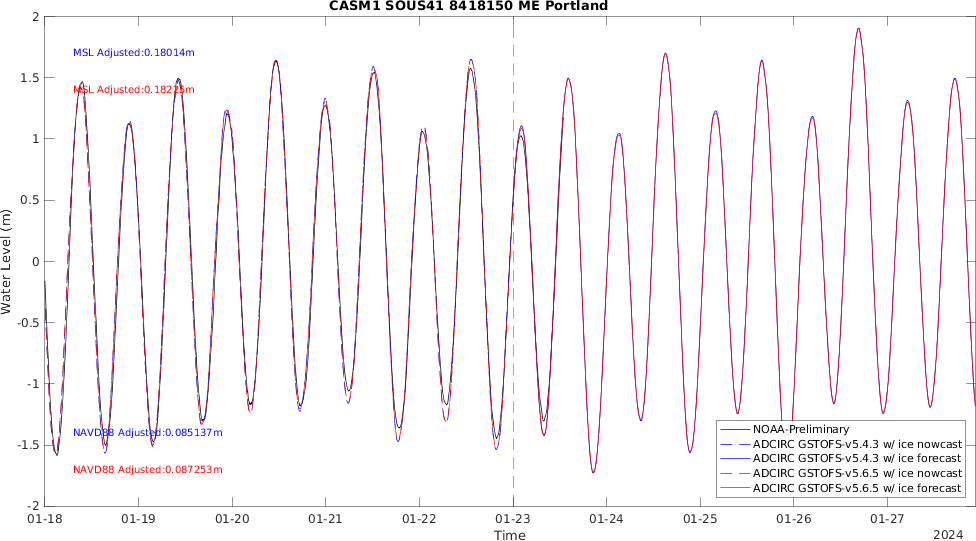 CASM1 SOUS41 8418150 ME Portland
2
1.5
1
0.5
0
-0.5
-1
-1.5
-2
Water Level (m)
MSL Adjusted:0.18014m
MSL Adjusted:0.18225m
NAVD88 Adjusted:0.085137m
NAVD88 Adjusted:0.087253m
NOAA-Preliminary
ADCIRC GSTOFS-v5.4.3 w/ ice nowcast
ADCIRC GSTOFS-v5.4.3 w/ ice forecast
ADCIRC GSTOFS-v5.6.5 w/ ice nowcast
ADCIRC GSTOFS-v5.6.5 w/ ice forecast
01-18 01-19 01-20 01-21 01-22 01-23 01-24 01-25 01-26 01-27
Time
2024